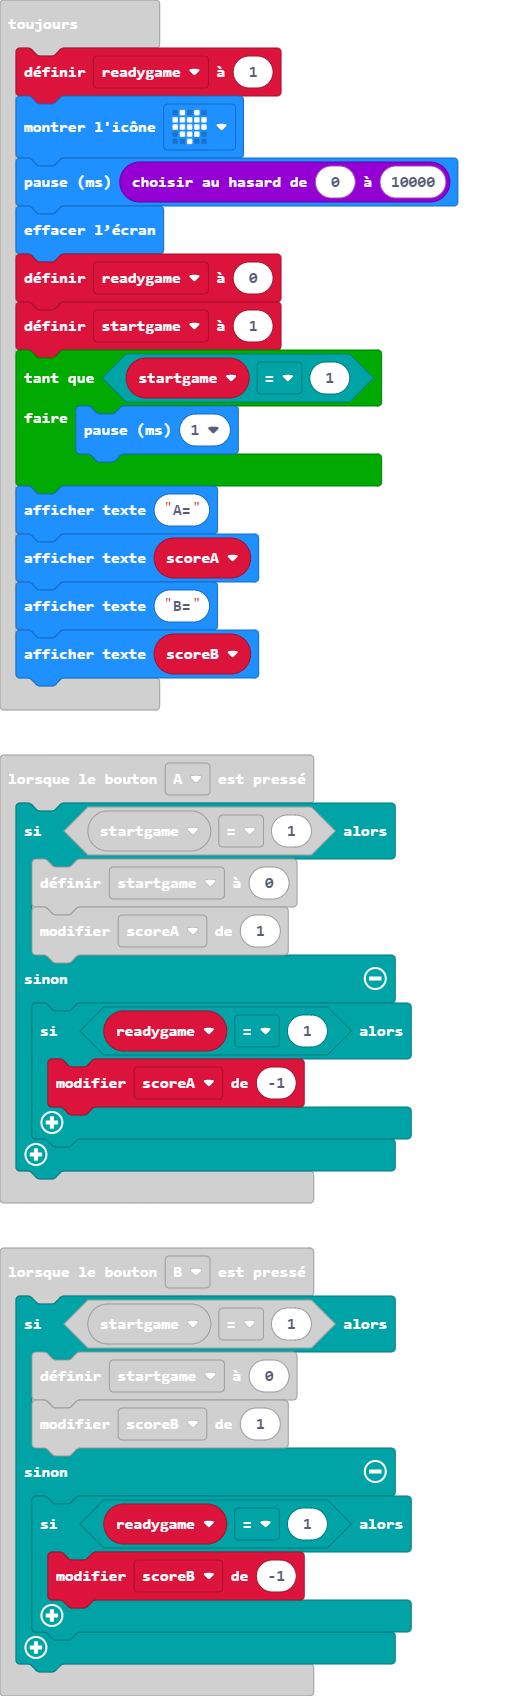 toujours
définir readygame à 1
montrer l'icône
pause (ms) choisir au hasard de 0 à 10000
effacer l’écran
définir readygame à 0
définir startgame à 1
tant que startgame = 1
faire pause (ms) 1
afficher texte "A="
afficher texte scoreA
afficher texte "B="
afficher texte scoreB
lorsque le bouton A est pressé
si startgame = 1 alors
définir startgame à 0
modifier scoreA de 1
sinon
si readygame = 1 alors
modifier scoreA de -1
lorsque le bouton B est pressé
si startgame = 1 alors
définir startgame à 0
modifier scoreB de 1
sinon
si readygame = 1 alors
modifier scoreB de -1